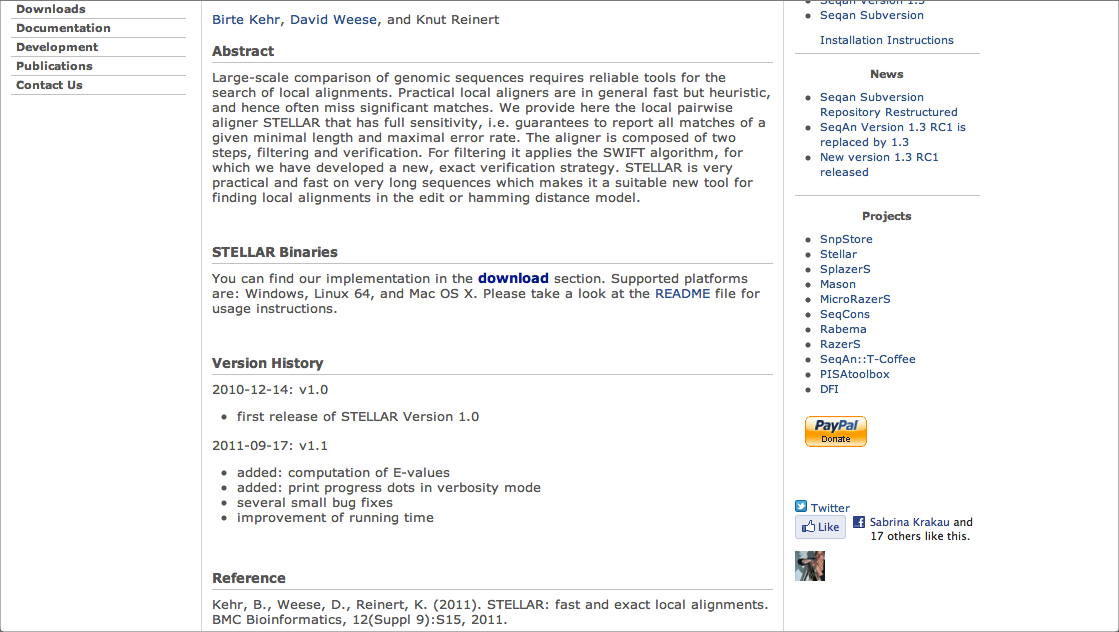 Downloads
Documentation
Development
Publications
Contact Us
Birte Kehr, David Weese, and Knut Reinert
Abstract
Large-scale comparison of genomic sequences requires reliable tools for the
search of local alignments. Practical local aligners are in general fast but heuristic,
and hence often miss significant matches. We provide here the local pairwise
aligner STELLAR that has full sensitivity, i.e. guarantees to report all matches of a
given minimal length and maximal error rate. The aligner is composed of two
steps, filtering and verification. For filtering it applies the SWIFT algorithm, for
which we have developed a new, exact verification strategy. STELLAR is very
practical and fast on very long sequences which makes it a suitable new tool for
finding local alignments in the edit or hamming distance model.
STELLAR Binaries
You can find our implementation in the download section. Supported platforms
are: Windows, Linux 64, and Mac OS X. Please take a look at the README file for
usage instructions.
Version History
2010-12-14: v1.0
first release of STELLAR Version 1.0
2011-09-17: v1.1
added: computation of E-values
added: print progress dots in verbosity mode
several small bug fixes
improvement of running time
Reference
Kehr, B., Weese, D., Reinert, K. (2011). STELLAR: fast and exact local alignments.
BMC Bioinformatics, 12(Suppl 9):S15, 2011.
Seqan Version 1.3
Seqan Subversion
Installation Instructions
News
Seqan Subversion
Repository Restructured
SeqAn Version 1.3 RC1 is
replaced by 1.3
New version 1.3 RC1
released
Projects
SnpStore
Stellar
SplazerS
Mason
MicroRazerS
SeqCons
Rabema
RazerS
SeqAn::T-Coffee
PISAtoolbox
DFI
PayPal
Donate
Twitter
Like
Sabrina Krakau and
17 others like this.